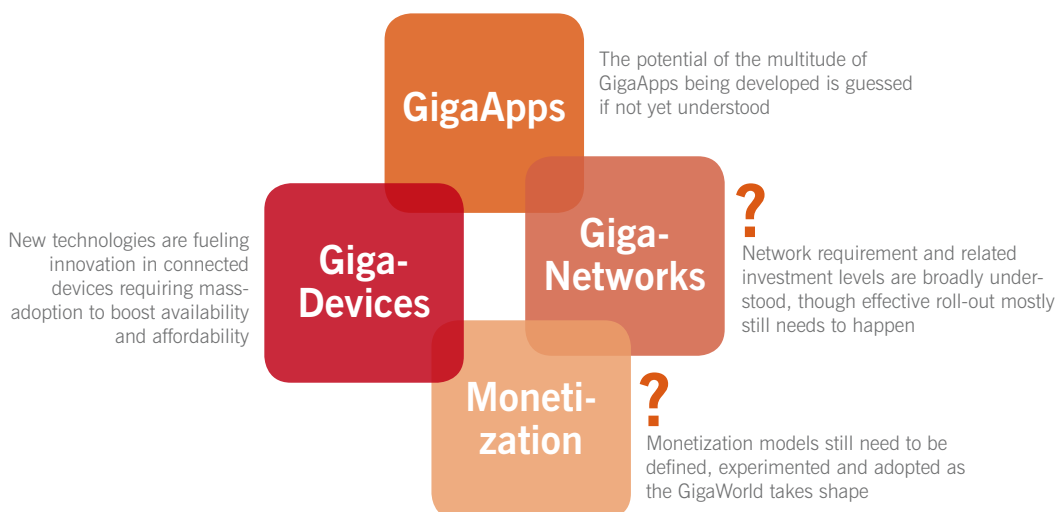 GigaApps
The potential of the multitude of
GigaApps being developed is guessed
if not yet understood
New technologies are fueling
innovation in connected
devices requiring mass-
adoption to boost availability
and affordability
Giga-
Devices
Giga-
Networks
?
Network requirement and related
investment levels are broadly under-
stood, though effective roll-out mostly
still needs to happen
Moneti-
zation
?
Monetization models still need to be
defined, experimented and adopted as
the GigaWorld takes shape